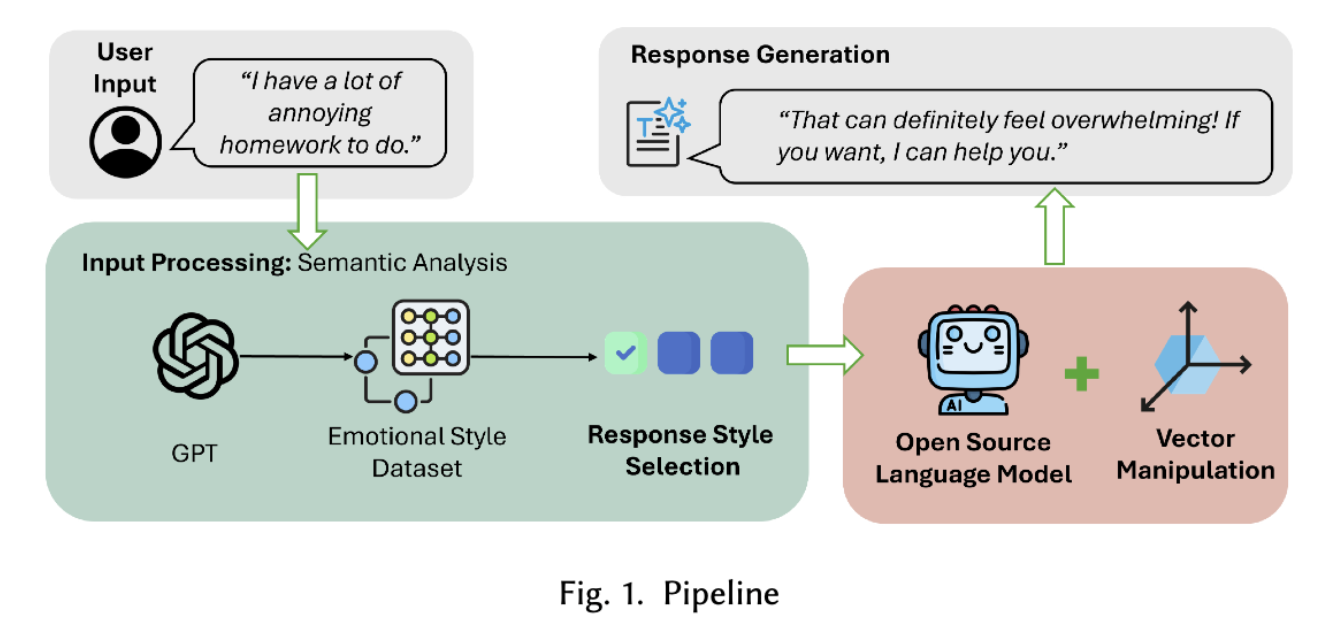 User
Input
“I have a lot of
annoying
homework to do.”
Response Generation
T
“That can definitely feel overwhelming! If
you want, I can help you.”
Input Processing: Semantic Analysis
GPT
Emotional Style
Dataset
Response Style
Selection
AI
Open Source
Language Model
Vector
Manipulation
Fig. 1. Pipeline